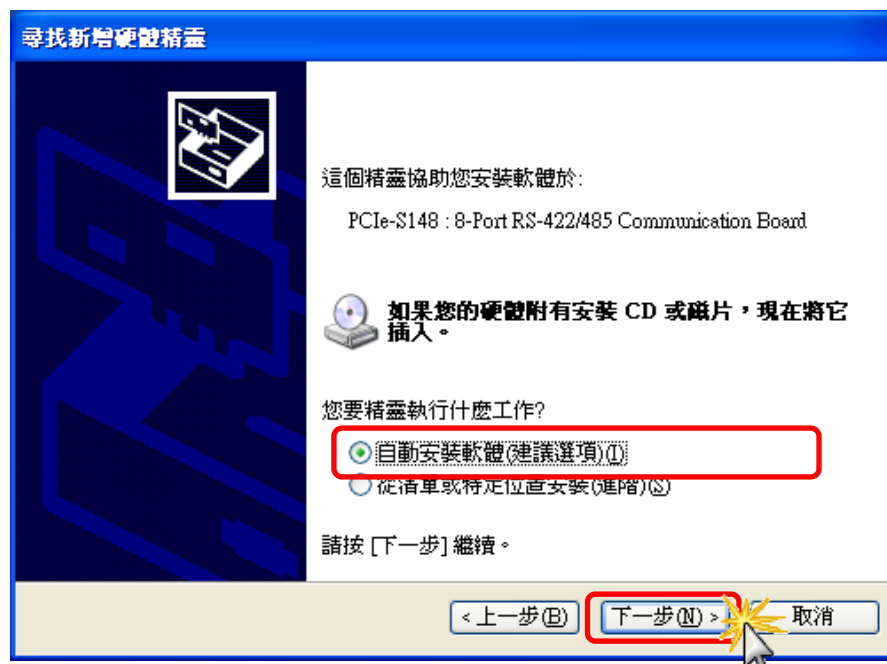 尋找新增硬體精靈
這個精靈協助您安裝軟體於:
PCIe-S148 : 8-Port RS-422/485 Communication Board
如果您的硬體附有安裝 CD 或磁片，現在將它
插入。
您要精靈執行什麼工作?
自動安裝軟體(建議選項)(I)
從清單或特定位置安裝(進階)(S)
請按 [下一步] 繼續。
< 上一步(B) 下一步(N) > 取消